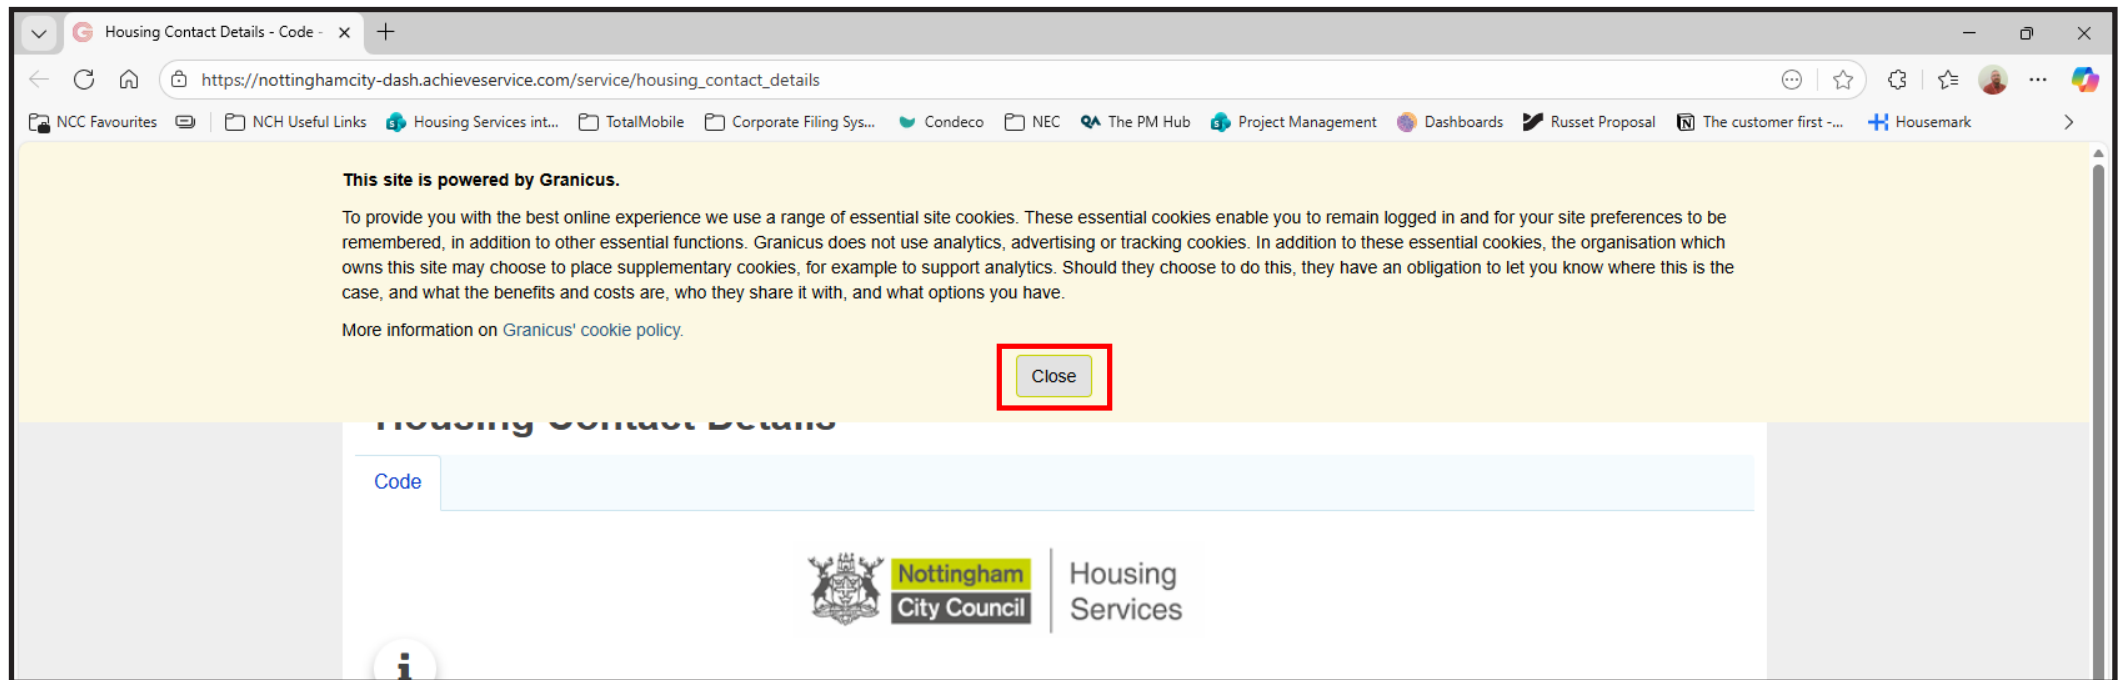 Housing Contact Details - Code -
https://nottinghamcity-dash.achieveservice.com/service/housing_contact_details
NCC Favourites NCH Useful Links Housing Services int... TotalMobile Corporate Filing Sys... Condeco NEC QA The PM Hub Project Management Dashboards Russet Proposal The customer first -... Housemark
This site is powered by Granicus.
To provide you with the best online experience we use a range of essential site cookies. These essential cookies enable you to remain logged in and for your site preferences to be
remembered, in addition to other essential functions. Granicus does not use analytics, advertising or tracking cookies. In addition to these essential cookies, the organisation which
owns this site may choose to place supplementary cookies, for example to support analytics. Should they choose to do this, they have an obligation to let you know where this is the
case, and what the benefits and costs are, who they share it with, and what options you have.
More information on Granicus' cookie policy.
Close
Housing Contact Details
Code
Nottingham
City Council
Housing
Services
i